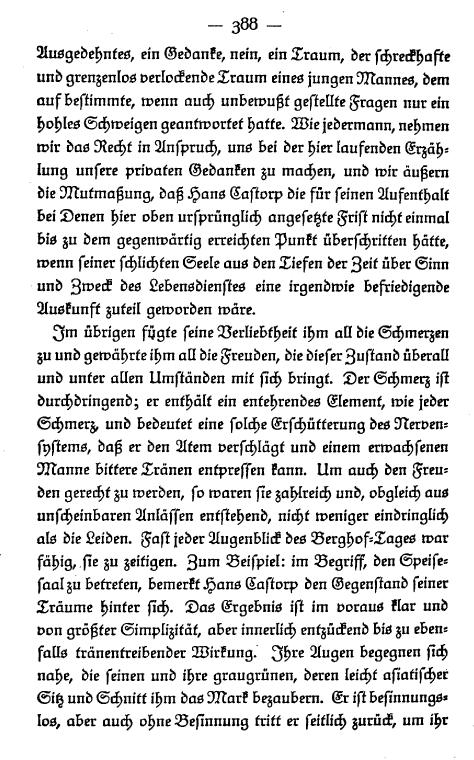 — 388 —
Ausgedehntes, ein Gedanke, nein, ein Traum, der schreckhafte
und grenzenlos verlockende Traum eines jungen Mannes, dem
auf bestimmte, wenn auch unbewußt gestellte Fragen nur ein
hohles Schweigen geantwortet hatte. Wie jedermann, nehmen
wir das Recht in Anspruch, uns bei der hier laufenden Erzäh-
lung unsere privaten Gedanken zu machen, und wir äußern
die Mutmaßung, daß Hans Castorp die für seinen Aufenthalt
bei Denen hier oben ursprünglich angesetzte Frist nicht einmal
bis zu dem gegenwärtig erreichten Punkt überschritten hätte,
wenn seiner schlichten Seele aus den Tiefen der Zeit über Sinn
und Zweck des Lebensdienstes eine irgendwie befriedigende
Auskunft zuteil geworden wäre.
Im übrigen fügte seine Verliebtheit ihm all die Schmerzen
zu und gewährte ihm all die Freuden, die dieser Zustand überall
und unter allen Umständen mit sich bringt. Der Schmerz ist
durchdringend; er enthält ein entehrendes Element, wie jeder
Schmerz, und bedeutet eine solche Erschütterung des Nerven-
systems, daß er den Atem verschlägt und einem erwachsenen
Manne bittere Tränen entpressen kann. Um auch den Freu-
den gerecht zu werden, so waren sie zahlreich und, obgleich aus
unscheinbaren Anlässen entstehend, nicht weniger eindringlich
als die Leiden. Fast jeder Augenblick des Berghof-Tages war
fähig, sie zu zeitigen. Zum Beispiel: im Begriff, den Speise-
saal zu betreten, bemerkt Hans Castorp den Gegenstand seiner
Träume hinter sich. Das Ergebnis ist im voraus klar und
von größter Simplizität, aber innerlich entzückend bis zu eben-
falls tränentreibender Wirkung. Ihre Augen begegnen sich
nahe, die seinen und ihre graugrünen, deren leicht asiatischer
Sitz und Schnitt ihm das Mark bezaubern. Er ist besinnungs-
los, aber auch ohne Besinnung tritt er seitlich zurück, um ihr